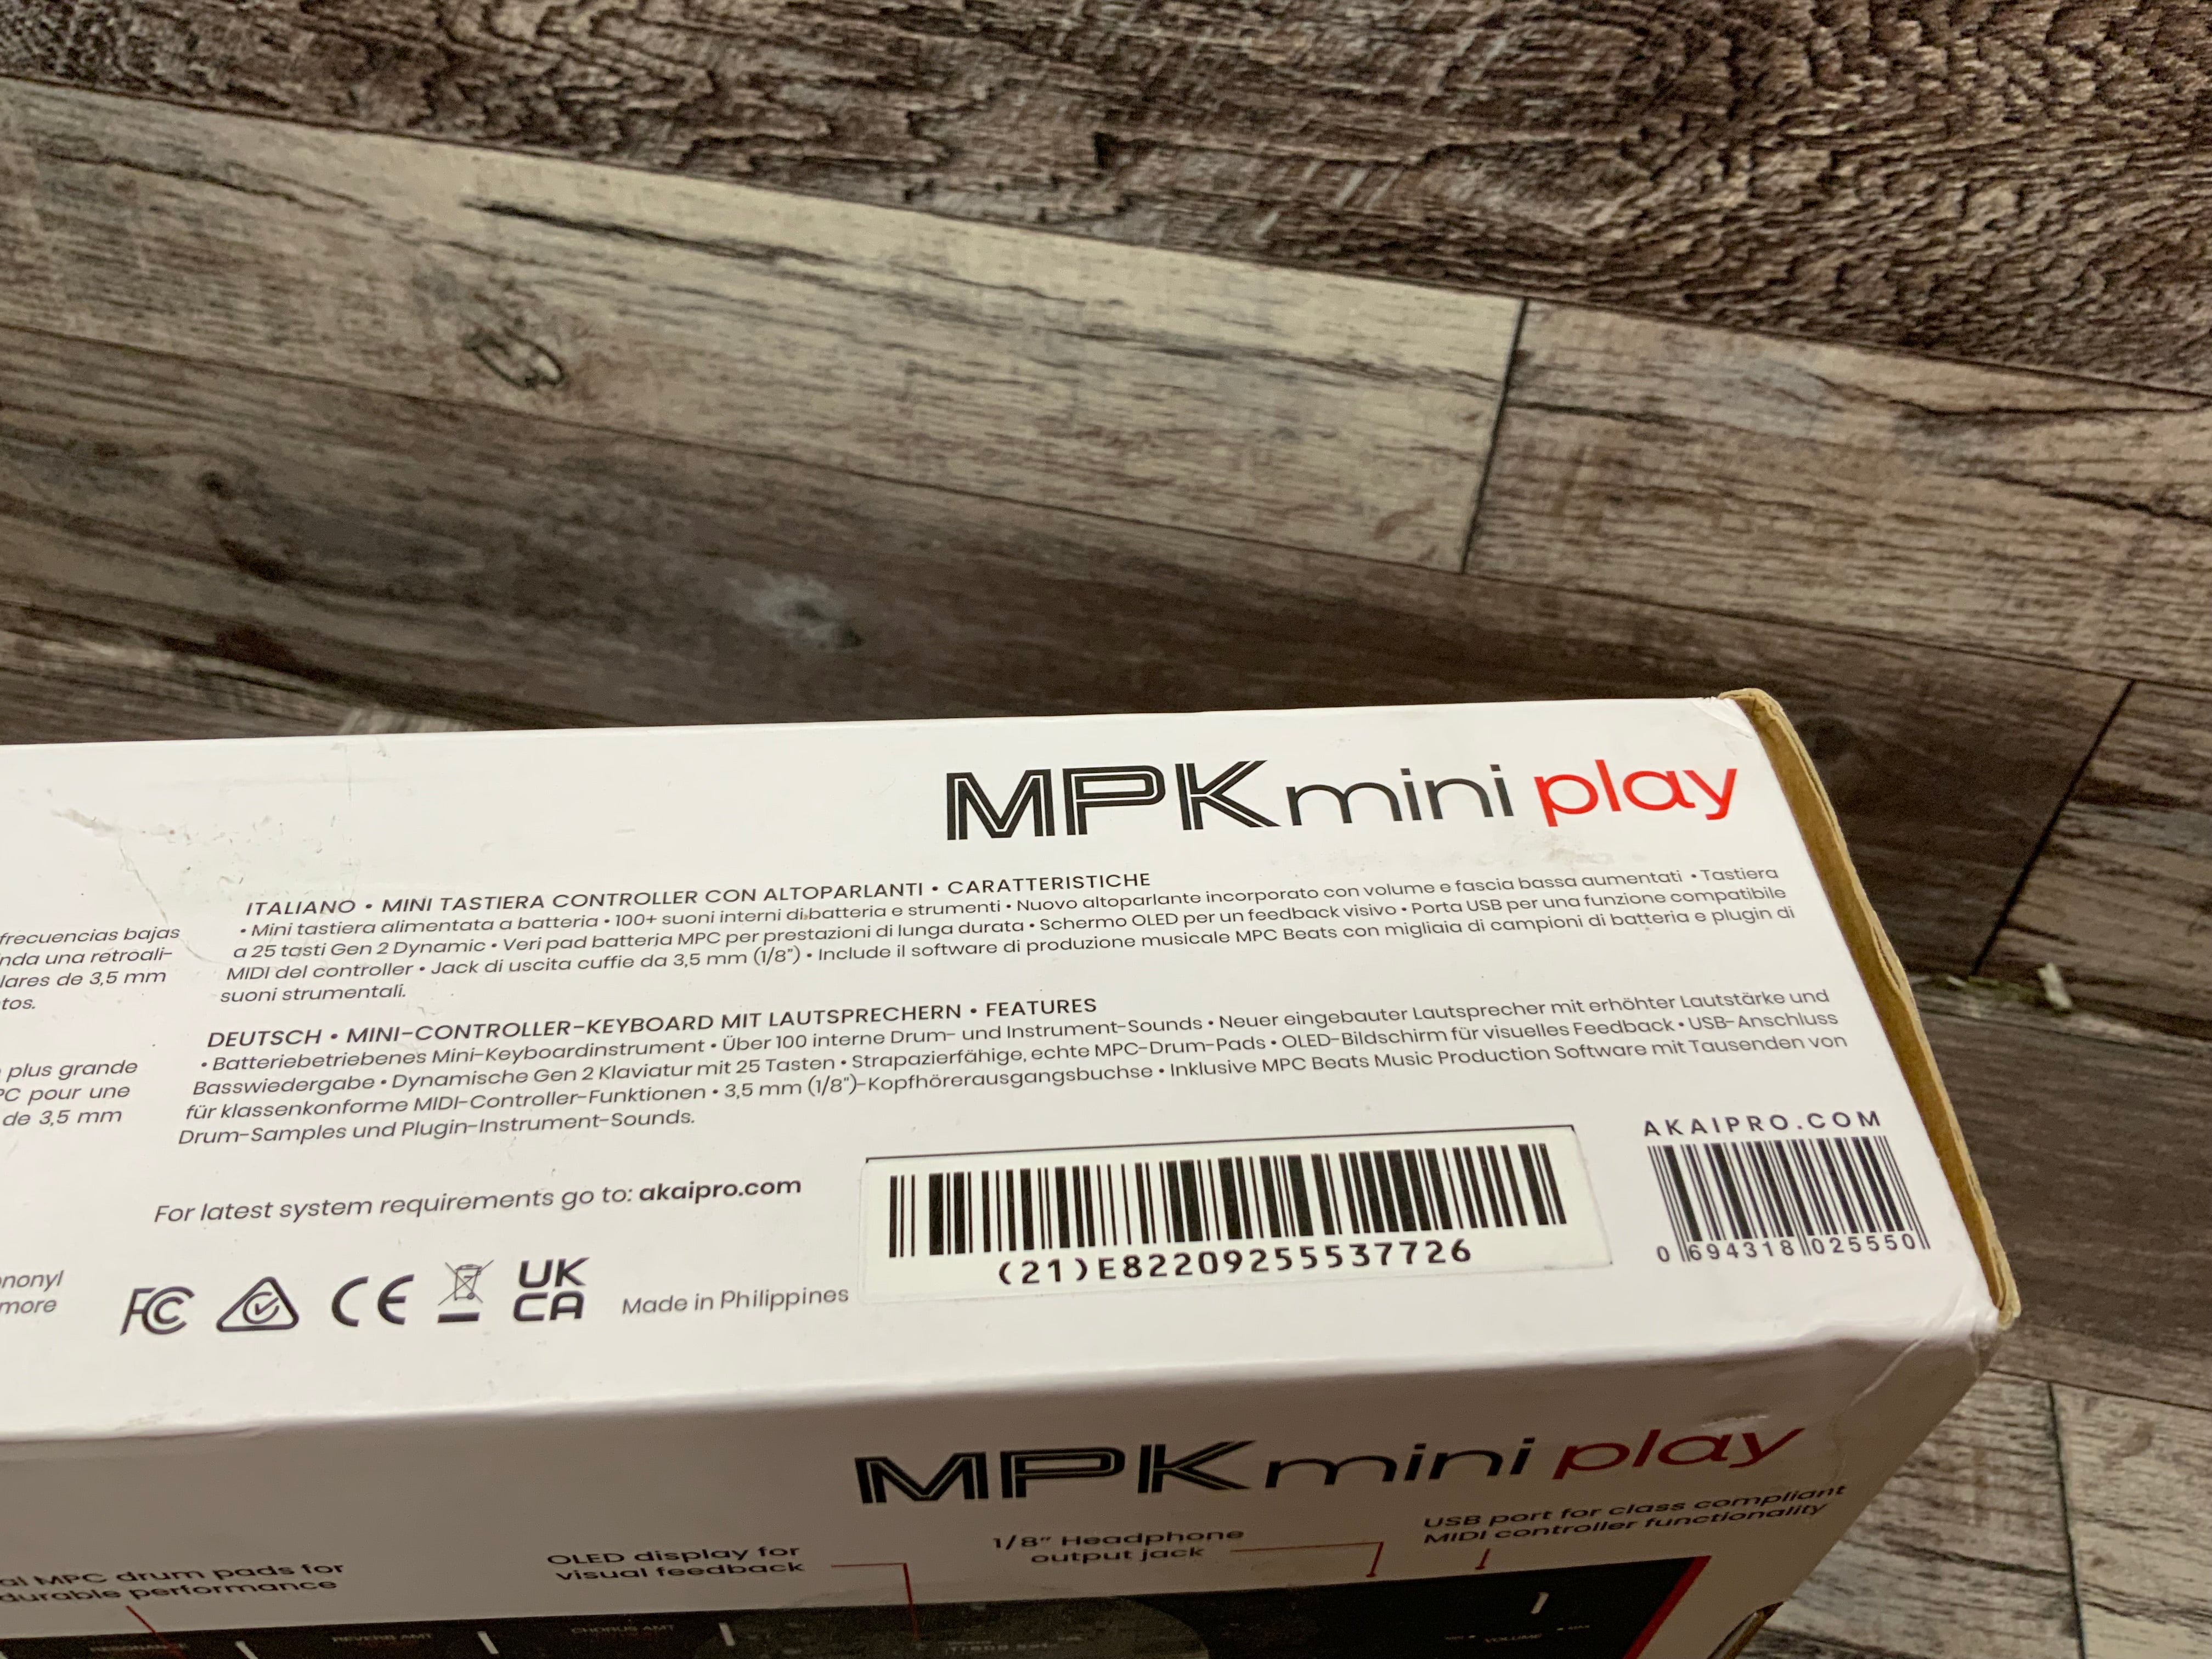 MPK mini play
ITALIANO • MINI TASTIERA CONTROLLER CON ALTOPARLANTI • CARATTERISTICHE
• Mini tastiera alimentata a batteria • 100+ suoni interni di batteria e strumenti • Nuovo altoparlante incorporato con volume e fascia bassa aumentati • Tastiera
a 25 tasti Gen 2 Dynamic • Veri pad batteria MPC per prestazioni di lunga durata • Schermo OLED per un feedback visivo • Porta USB per una funzione compatibile
MIDI del controller • Jack di uscita cuffie da 3,5 mm (1/8") • Include il software di produzione musicale MPC Beats con migliaia di campioni di batteria e plugin di
suoni strumentali.
frecuencias bajas
nda una retroali-
lares de 3,5 mm
tos.
DEUTSCH • MINI-CONTROLLER-KEYBOARD MIT LAUTSPRECHERN • FEATURES
• Batteriebetriebenes Mini-Keyboardinstrument • Über 100 interne Drum- und Instrument-Sounds • Neuer eingebauter Lautsprecher mit erhöhter Lautstärke und
Basswiedergabe • Dynamische Gen 2 Klaviatur mit 25 Tasten • Strapazierfähige, echte MPC-Drum-Pads • OLED-Bildschirm für visuelles Feedback • USB-Anschluss
für klassenkonforme MIDI-Controller-Funktionen • 3,5 mm (1/8")-Kopfhörerausgangsbuchse • Inklusive MPC Beats Music Production Software mit Tausenden von
Drum-Samples und Plugin-Instrument-Sounds.
plus grande
PC pour une
de 3,5 mm
For latest system requirements go to: akaipro.com
nonyl
more
FC
CE
UK
CA
Made in Philippines
(21)E82209255537726
AKAIPRO.COM
0 694318 025550
MPK mini play
al MPC drum pads for
durable performance
OLED display for
visual feedback
1/8" Headphone
output jack
USB port for class compliant
MIDI controller functionality
RESONANCE
REVERB AMT
CHORUS AMT
VOLUME